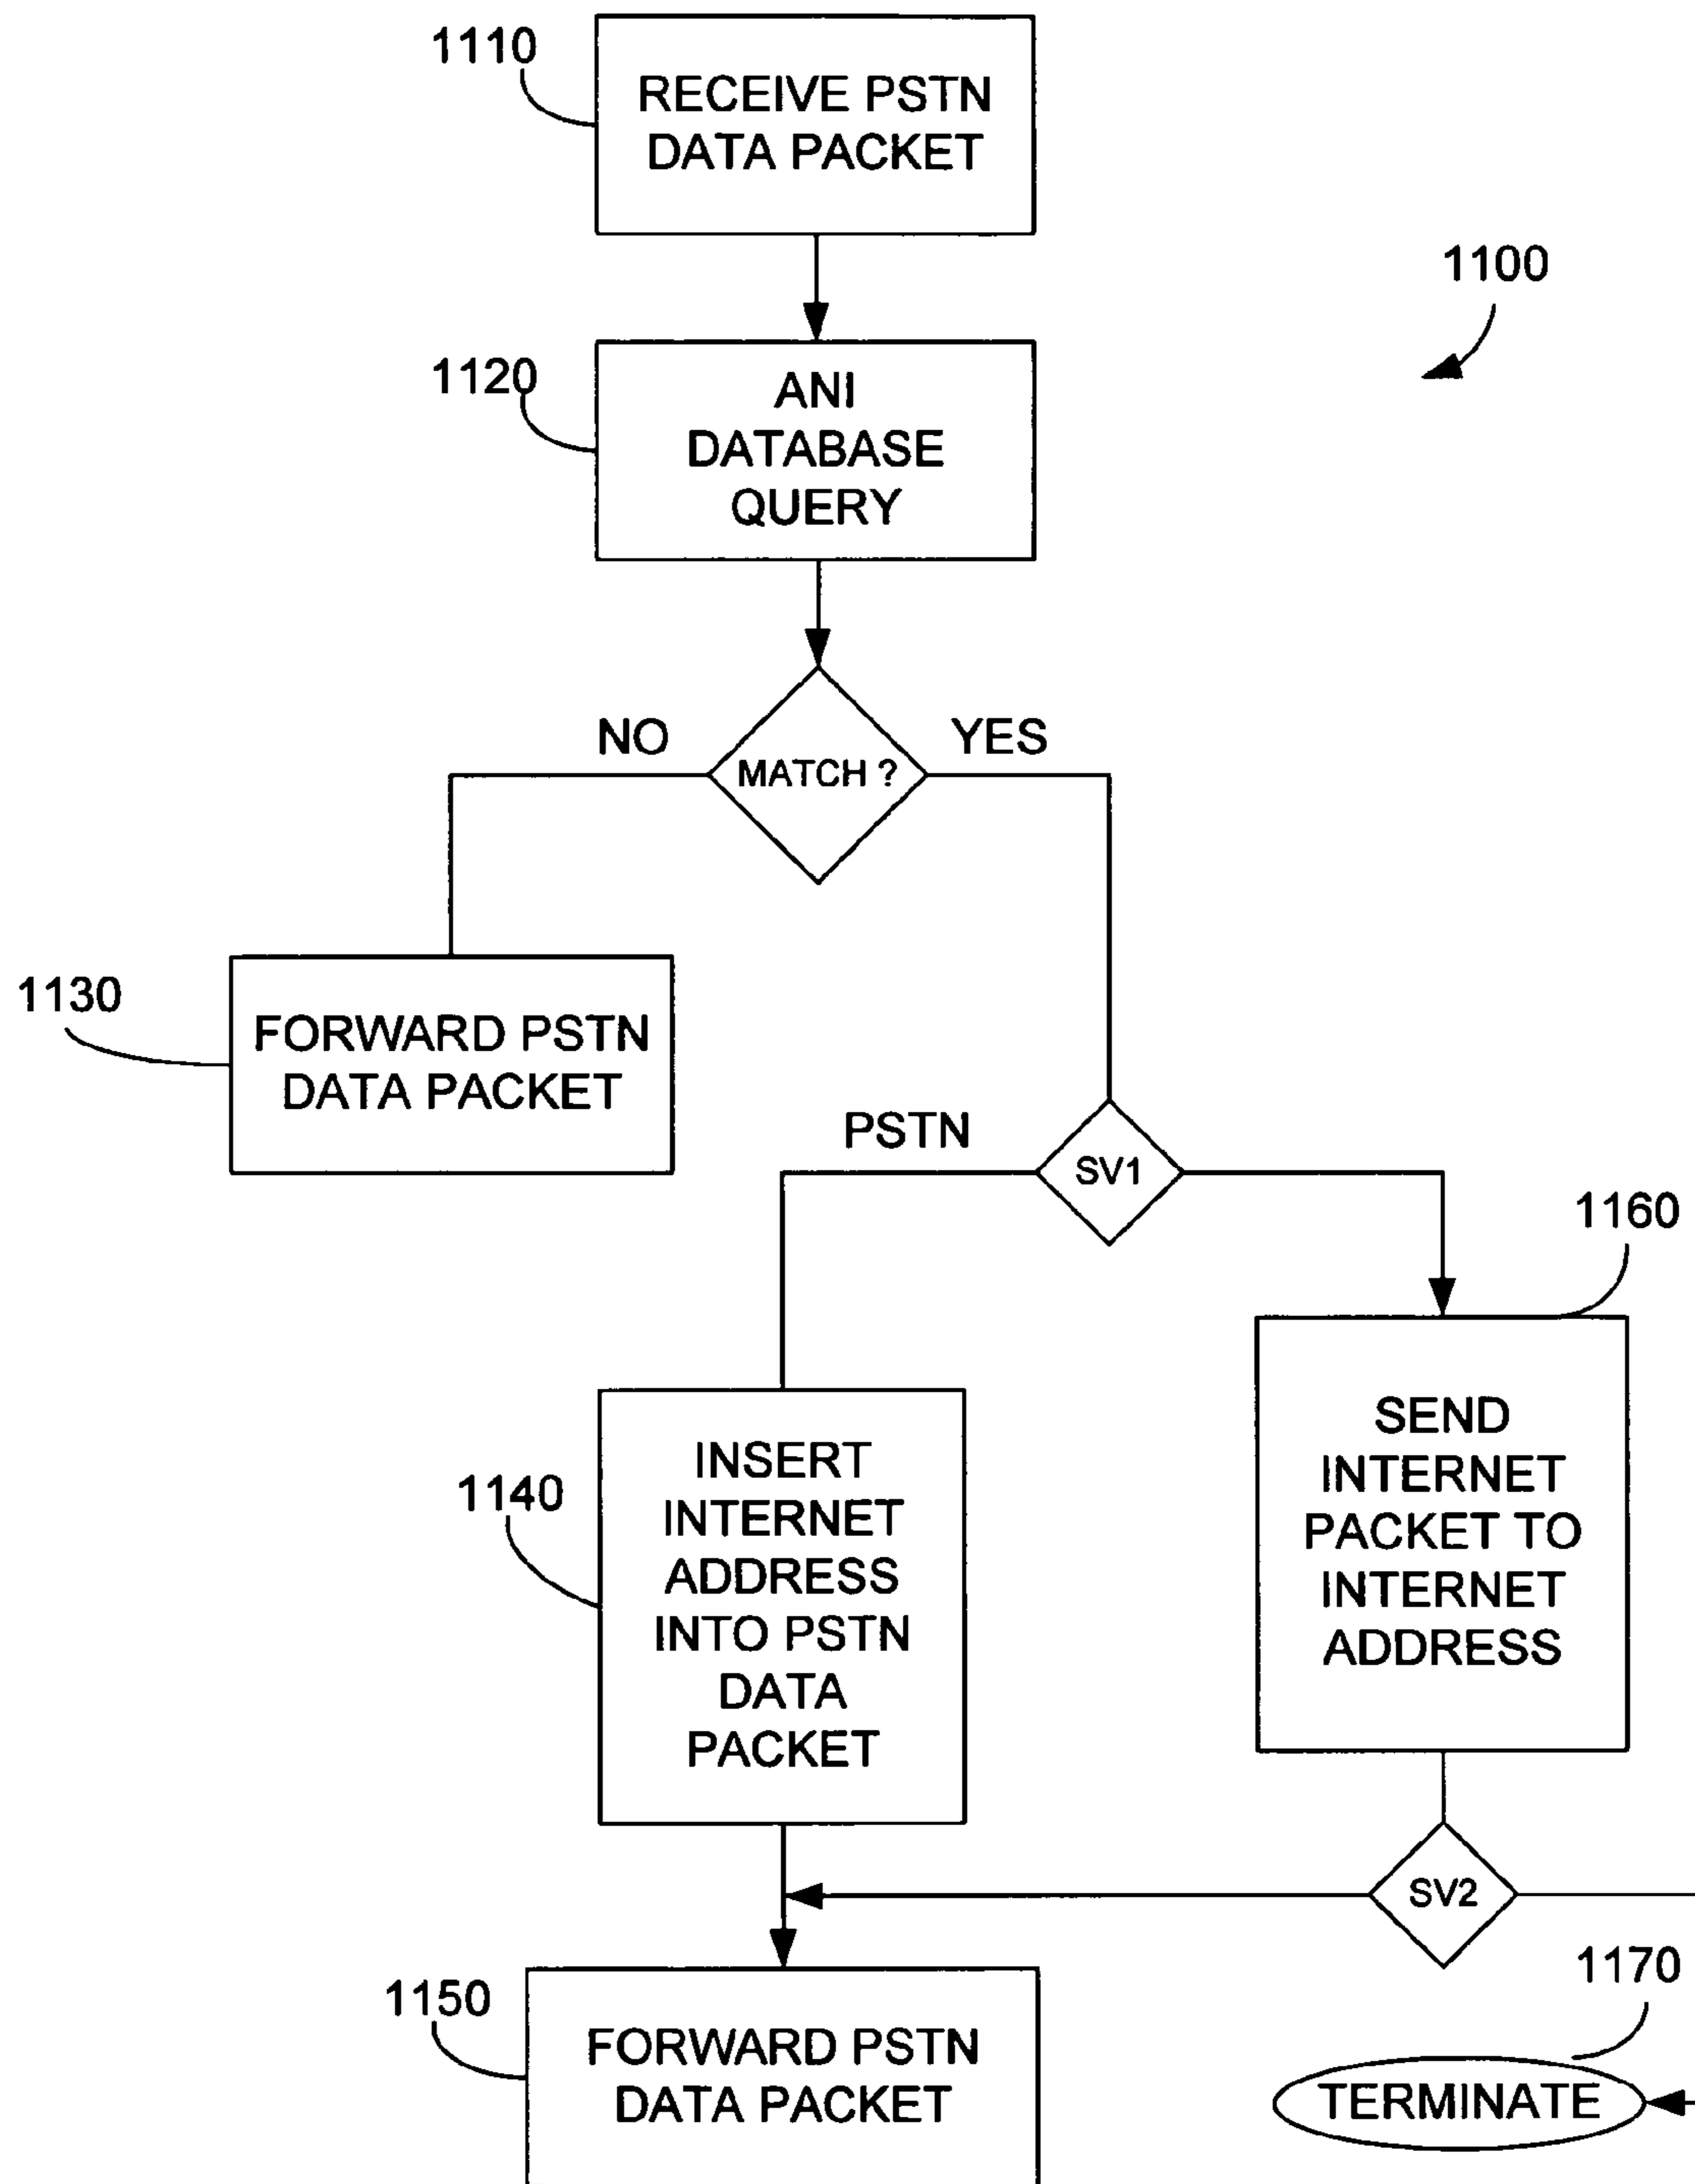 1110
RECEIVE PSTN
DATA PACKET
1100
1120
ANI
DATABASE
QUERY
NO
YES
MATCH ?
1130
FORWARD PSTN
DATA PACKET
PSTN
SV1
1160
SEND
INTERNET
PACKET TO
INTERNET
ADDRESS
1140
INSERT
INTERNET
ADDRESS
INTO PSTN
DATA
PACKET
SV2
1150
FORWARD PSTN
DATA PACKET
1170
TERMINATE